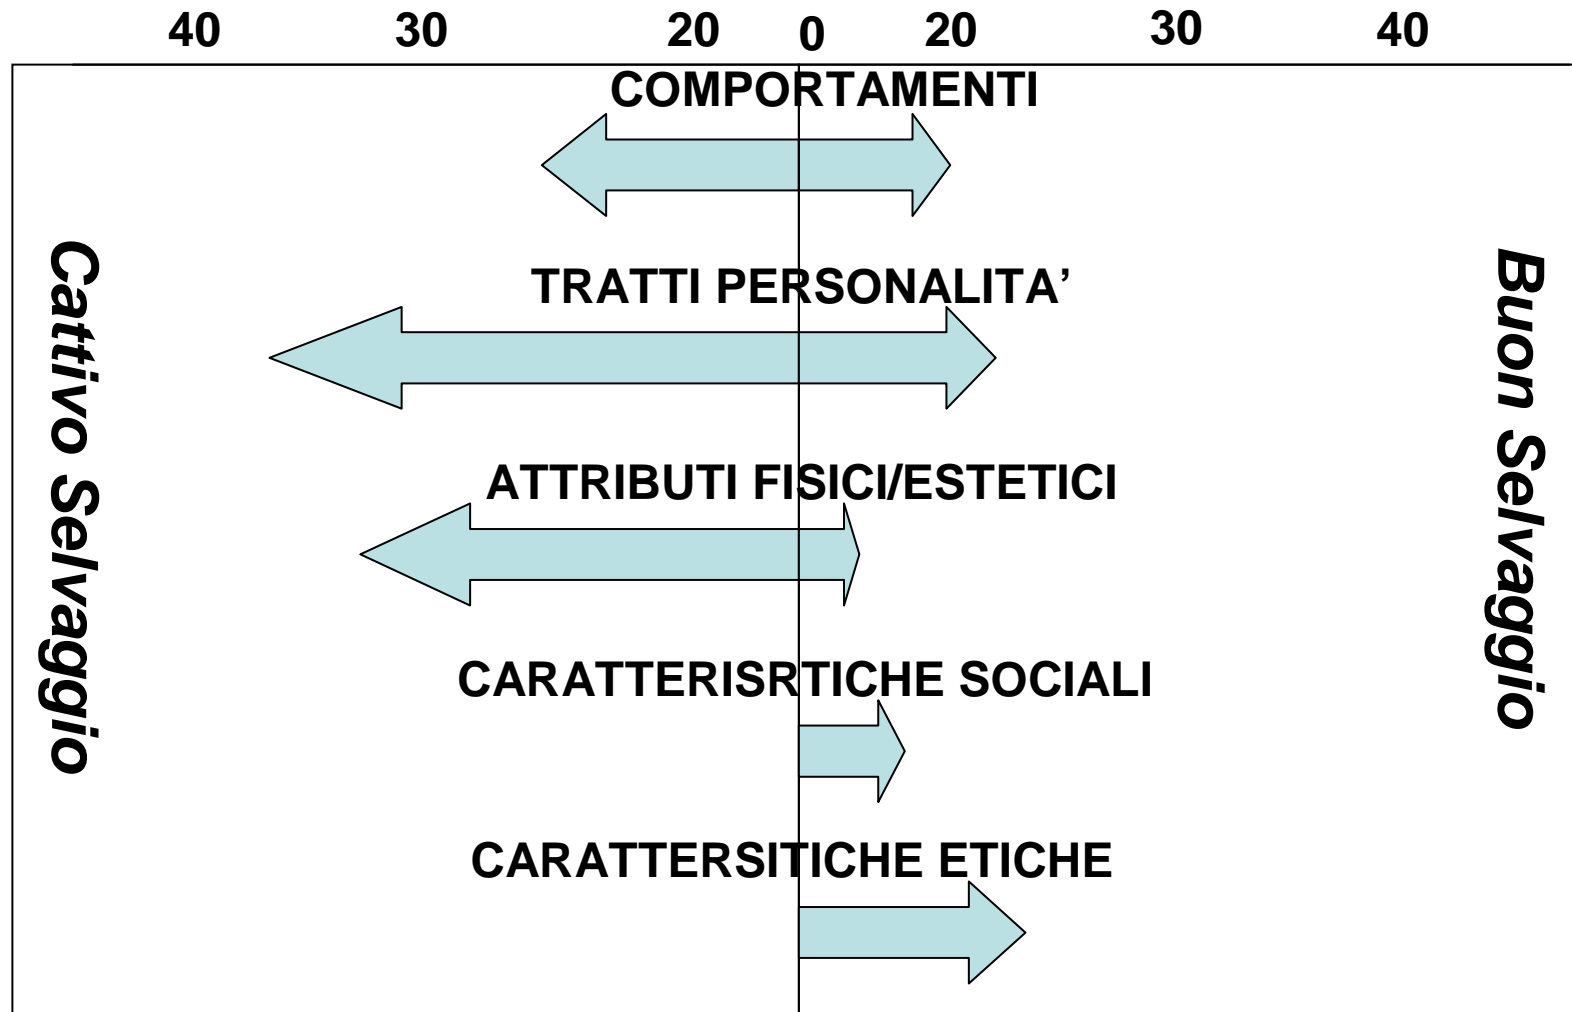 40 30 20 0 20 30 40
COMPORTAMENTI
TRATTI PERSONALITA’
ATTRIBUTI FISICI/ESTETICI
CARATTERISRTICHE SOCIALI
CARATTERSITICHE ETICHE
Cattivo Selvaggio
Buon Selvaggio